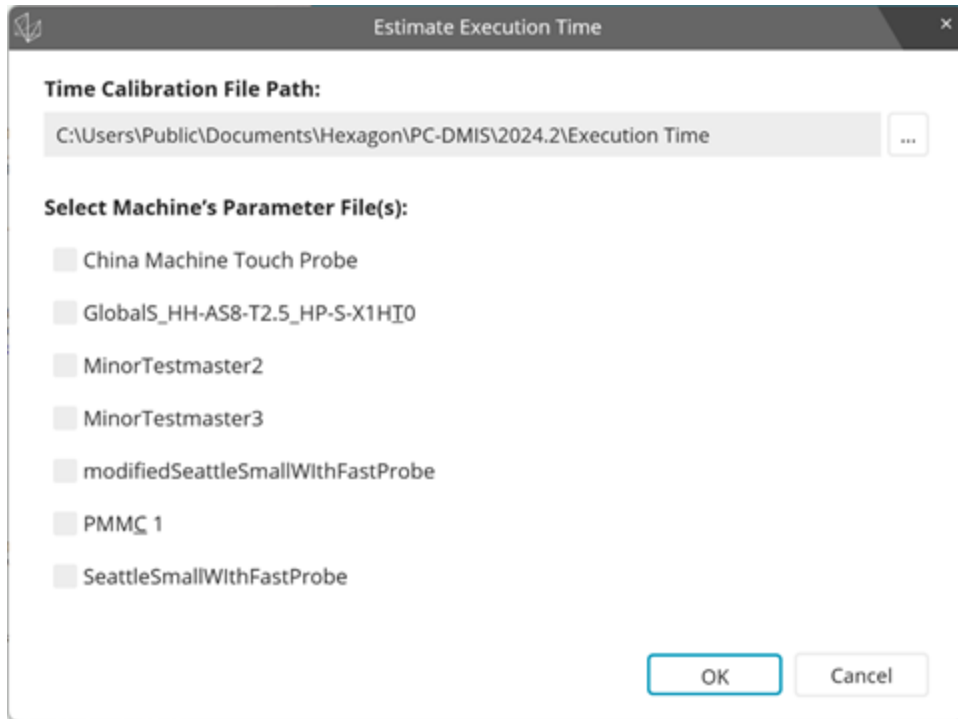 Estimate Execution Time
Time Calibration File Path:
C:\Users\Public\Documents\Hexagon\PC-DMIS\2024.2\Execution Time
...
Select Machine's Parameter File(s):
China Machine Touch Probe
GlobalS_HH-AS8-T2.5_HP-S-X1HT0
MinorTestmaster2
MinorTestmaster3
modifiedSeattleSmallWIthFastProbe
PMMC 1
SeattleSmallWIthFastProbe
OK Cancel